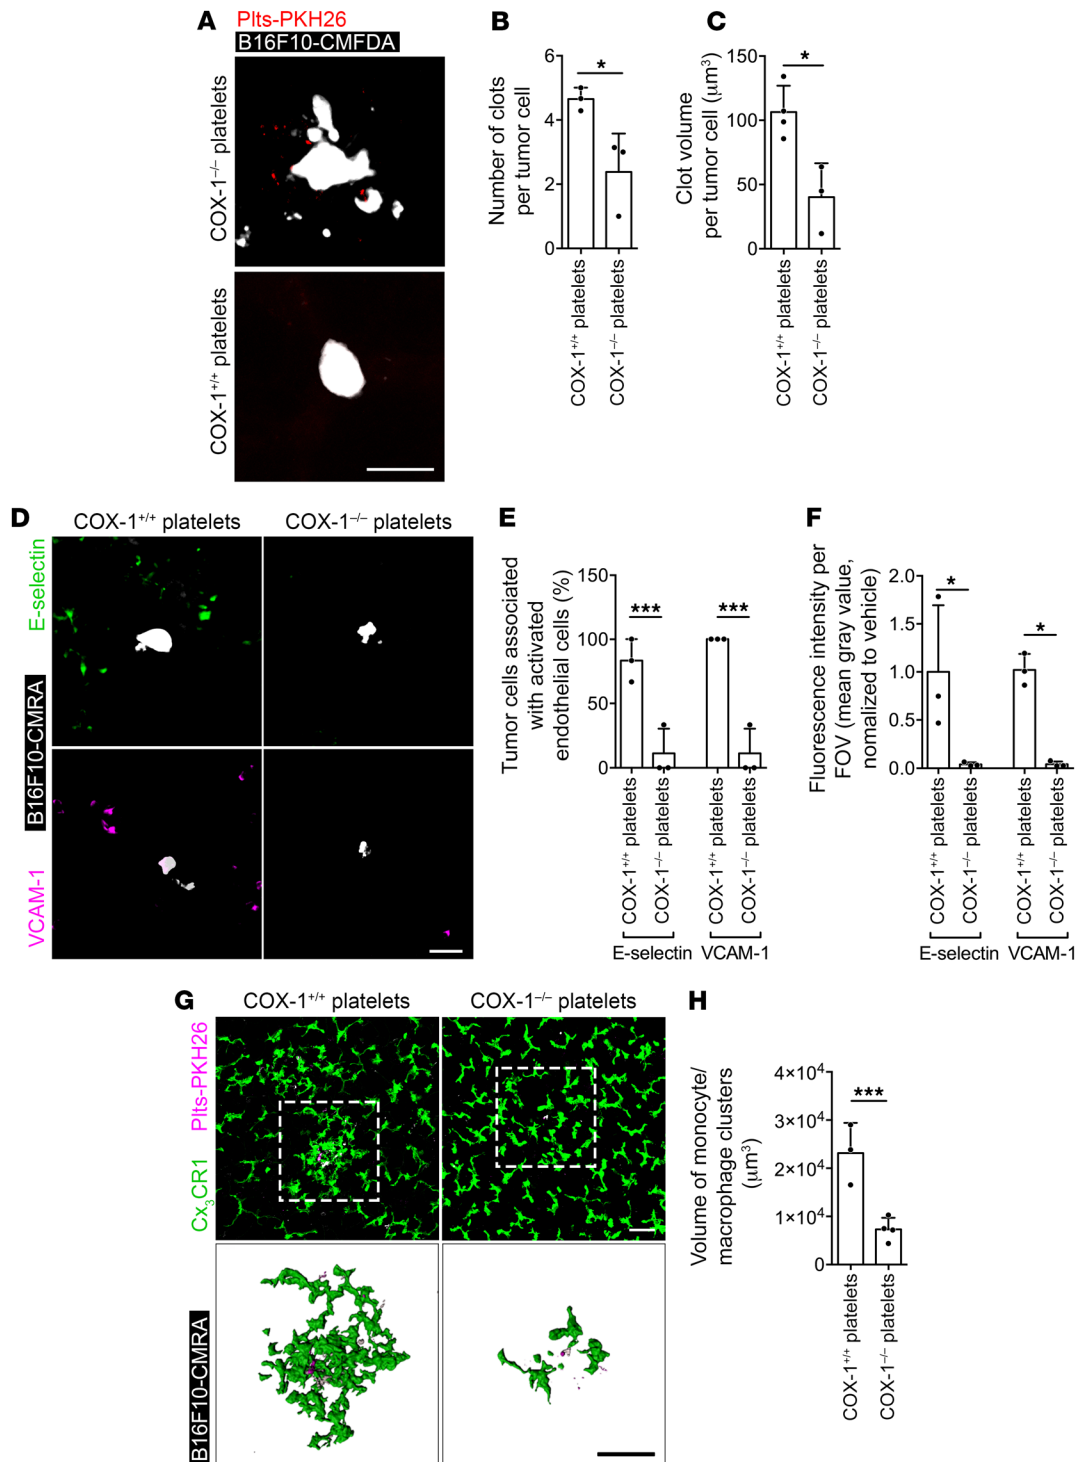 A
Plts-PKH26
B16F10-CMFDA
COX-1–/– platelets
COX-1+/+ platelets
B
Number of clots
per tumor cell
6
4
2
0
*
COX-1+/+ platelets
COX-1–/– platelets
C
Clot volume
per tumor cell (μm3)
150
100
50
0
*
COX-1+/+ platelets
COX-1–/– platelets
D
COX-1+/+ platelets
COX-1–/– platelets
E-selectin
B16F10-CMRA
VCAM-1
E
Tumor cells associated
with activated
endothelial cells (%)
150
100
50
0
***
***
COX-1+/+ platelets
COX-1–/– platelets
COX-1+/+ platelets
COX-1–/– platelets
E-selectin
VCAM-1
F
Fluorescence intensity per
FOV (mean gray value,
nomalized to vehicle)
2.0
1.5
1.0
0.5
0.0
*
*
COX-1+/+ platelets
COX-1–/– platelets
COX-1+/+ platelets
COX-1–/– platelets
E-selectin
VCAM-1
G
COX-1+/+ platelets
COX-1–/– platelets
Plts-PKH26
Cx3CR1
B16F10-CMRA
H
Volume of monocyte/
macrophage clusters
(μm3)
4×104
3×104
2×104
1×104
0
***
COX-1+/+ platelets
COX-1–/– platelets